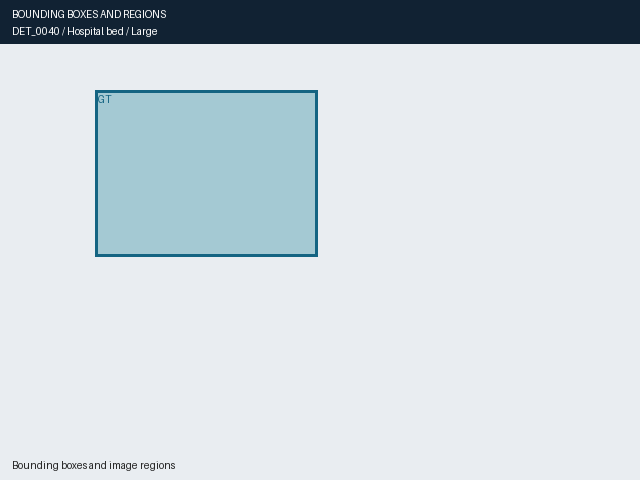 BOUNDING BOXES AND REGIONS
DET_0040 / Hospital bed / Large
GT
Bounding boxes and image regions